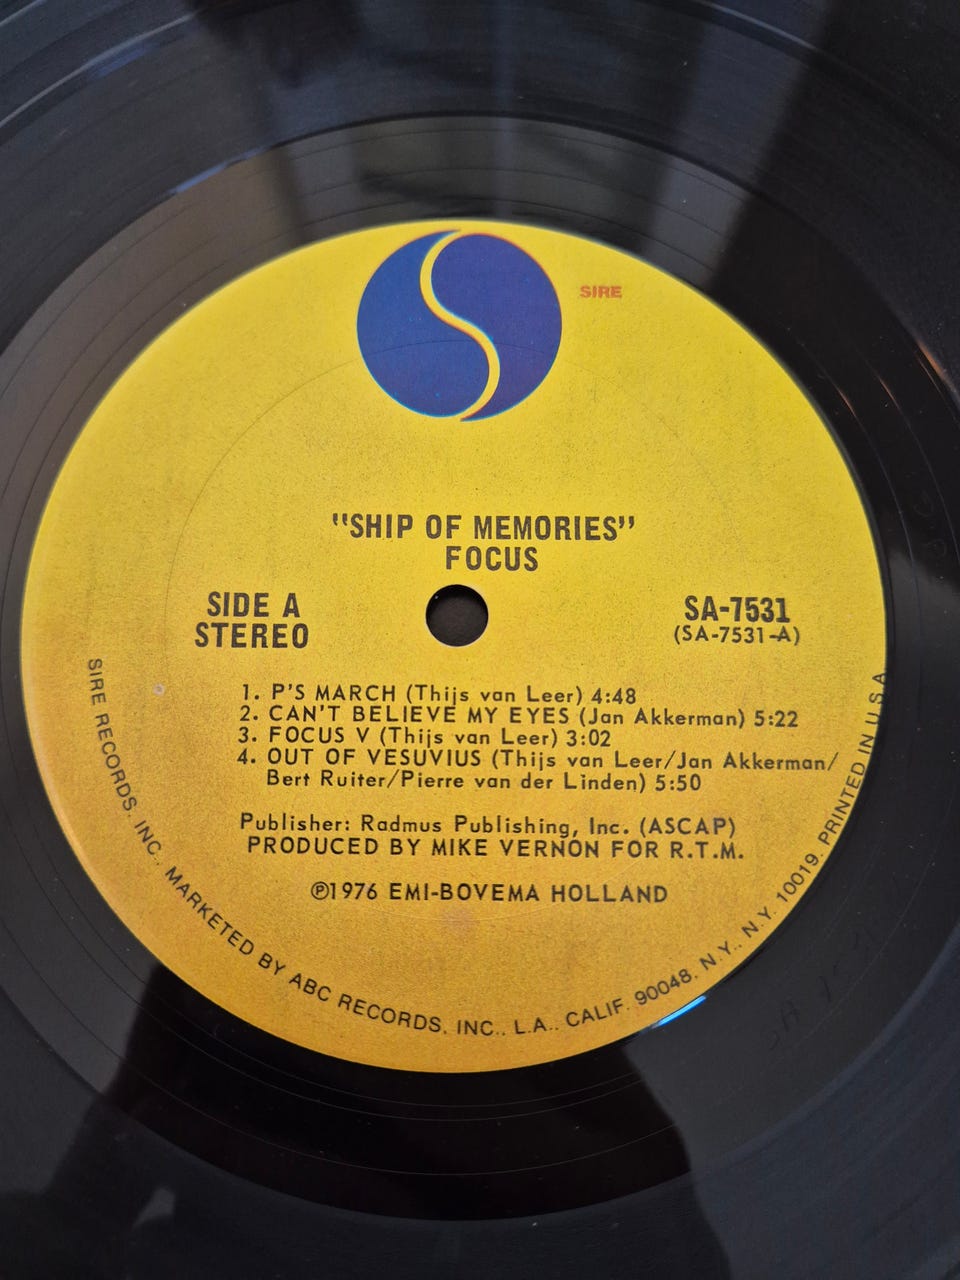 SIRE
"SHIP OF MEMORIES"
FOCUS
SIDE A
STEREO
SA-7531
(SA-7531-A)
1. P'S MARCH (Thijs van Leer) 4:48
2. CAN'T BELIEVE MY EYES (Jan Akkerman) 5:22
3. FOCUS V (Thijs van Leer) 3:02
4. OUT OF VESUVIUS (Thijs van Leer/Jan Akkerman/
Bert Ruiter/Pierre van der Linden) 5:50
Publisher: Radmus Publishing, Inc. (ASCAP)
PRODUCED BY MIKE VERNON FOR R.T.M.
℗1976 EMI-BOVEMA HOLLAND
SIRE RECORDS, INC., MARKETED BY ABC RECORDS, INC., L.A., CALIF. 90048, N.Y., N.Y. 10019. PRINTED IN U.S.A.